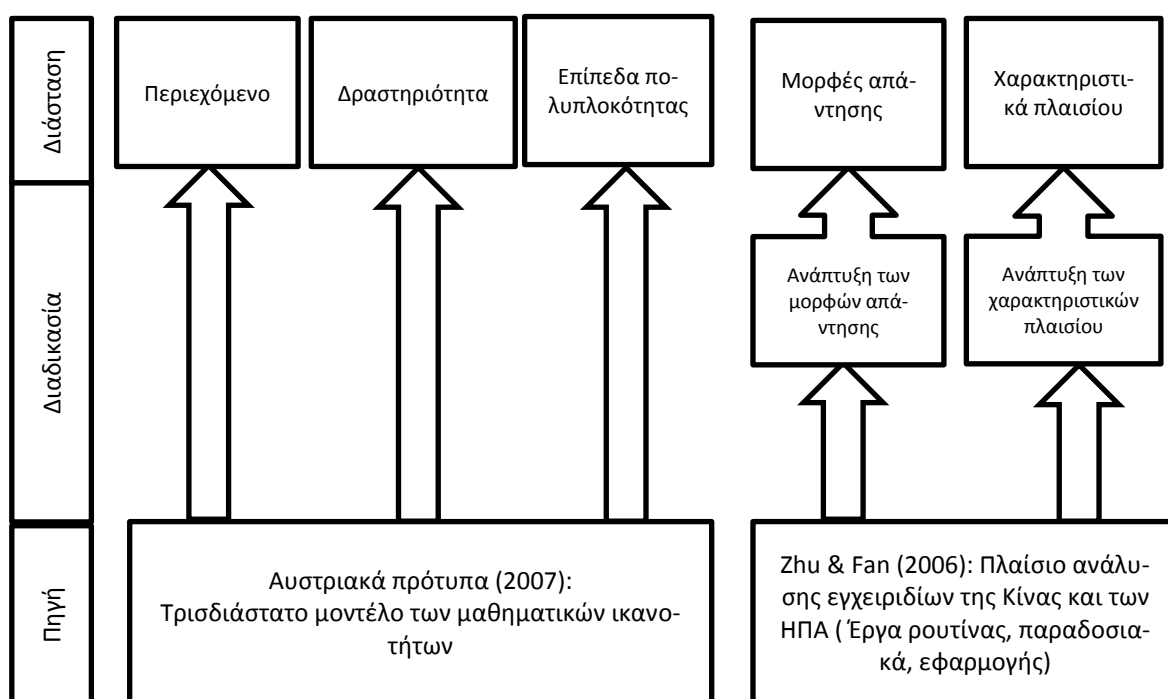 Διάσταση
Περιεχόμενο
Δραστηριότητα
Επίπεδα πο-
λυπλοκότητας
Μορφές απά-
ντησης
Χαρακτηριστι-
κά πλαισίου
Διαδικασία
Ανάπτυξη των
μορφών απά-
ντησης
Ανάπτυξη των
χαρακτηριστικών
πλαισίου
Πηγή
Αυστριακά πρότυπα (2007):
Τρισδιάστατο μοντέλο των μαθηματικών ικανο-
τήτων
Zhu & Fan (2006): Πλαίσιο ανάλυ-
σης εγχειριδίων της Κίνας και των
ΗΠΑ ( Έργα ρουτίνας, παραδοσια-
κά, εφαρμογής)